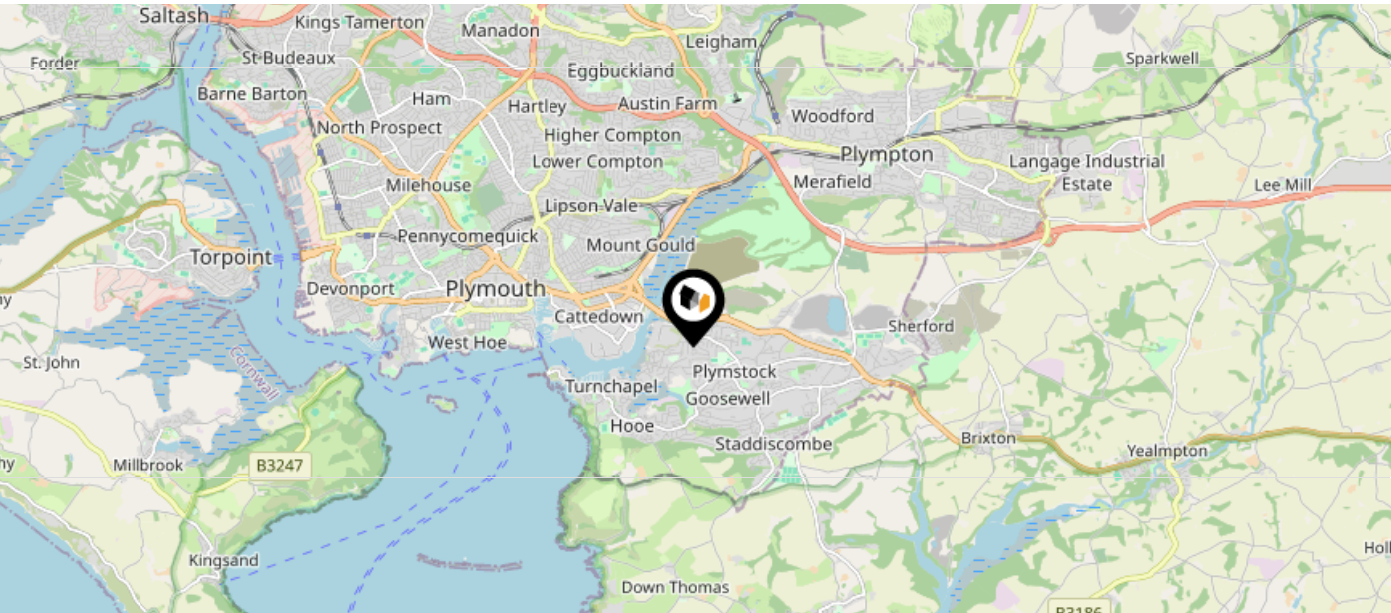 Saltash
Kings Tamerton
Manadon
Leigham
Forder
St Budeaux
Sparkwell
Eggbuckland
Barne Barton
Ham
Hartley
Austin Farm
Woodford
North Prospect
Higher Compton
Plympton
Lower Compton
Langage Industrial
Estate
Milehouse
Merafield
Lee Mill
Lipson Vale
Pennycomequick
Mount Gould
Torpoint
Devonport
Plymouth
Cattedown
Sherford
West Hoe
St. John
Cornwall
Plymstock
Turnchapel
Goosewell
Hooe
Staddiscombe
Brixton
Yealmpton
Millbrook
B3247
Kingsand
Down Thomas
B3186